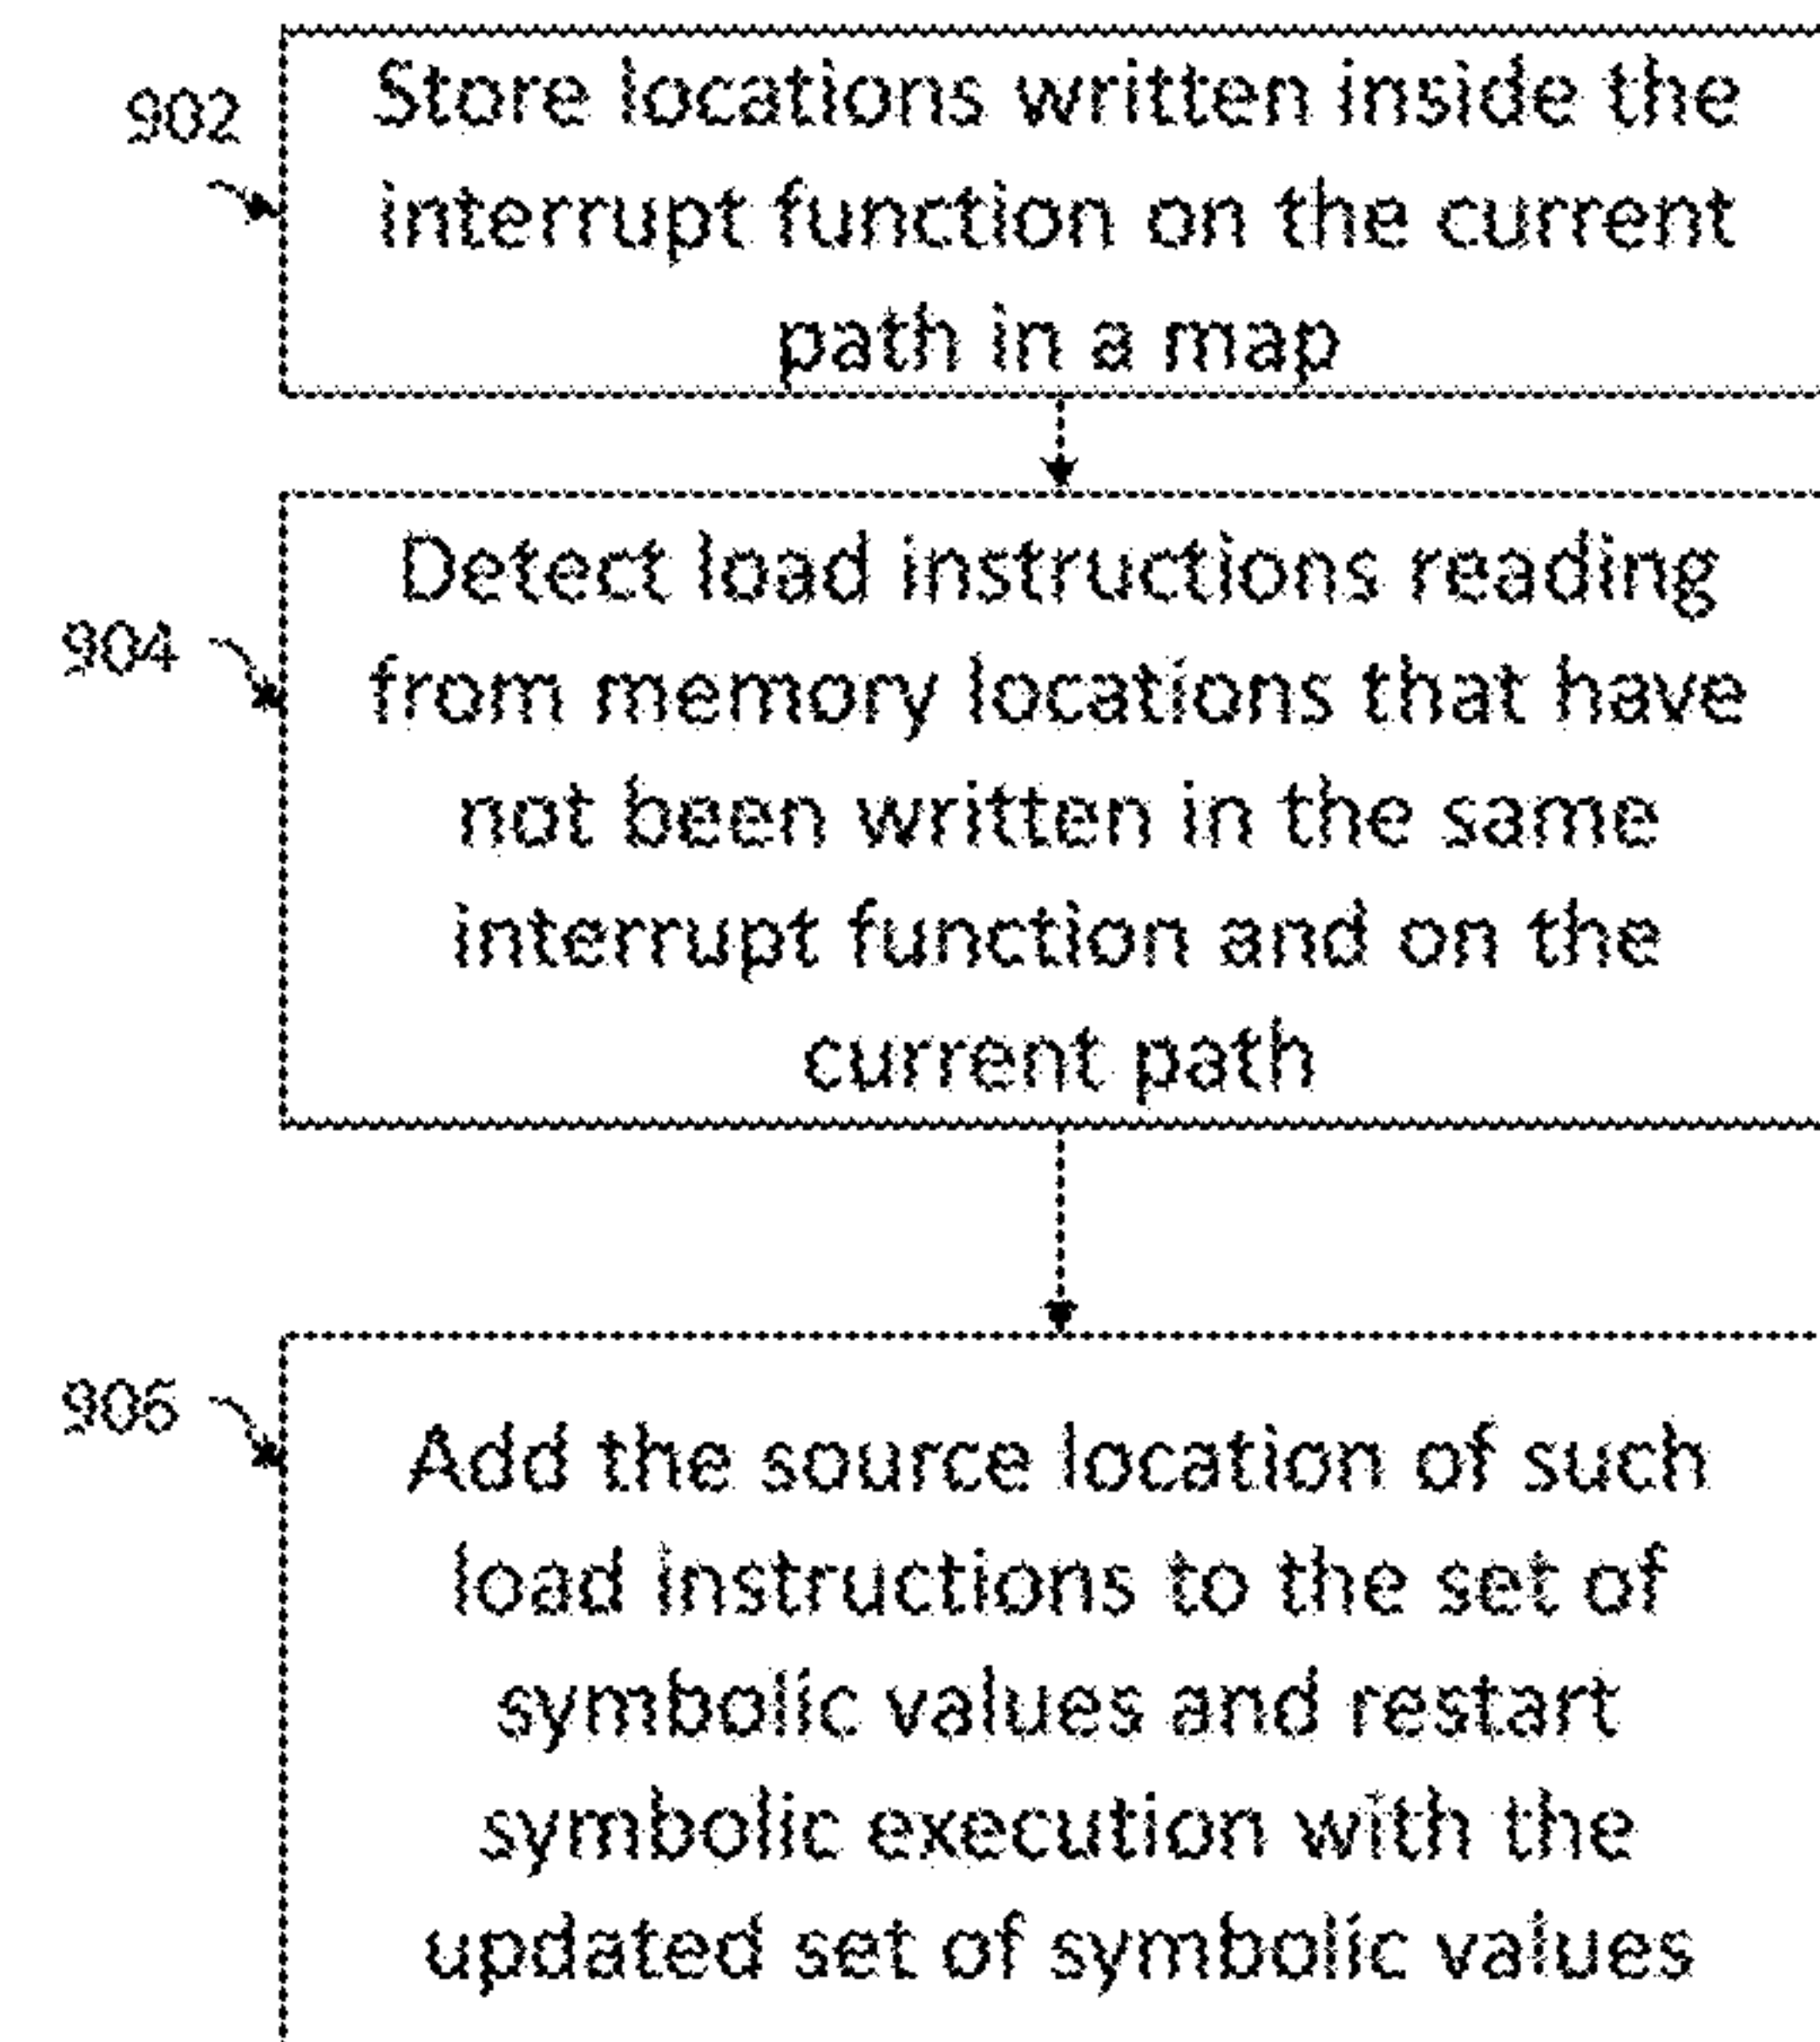 902
Store locations written inside the
interrupt function on the current
path in a map
904
Detect load instructions reading
from memory locations that have
not been written in the same
interrupt function and on the
current path
906
Add the source location of such
load instructions to the set of
symbolic values and restart
symbolic execution with the
updated set of symbolic values